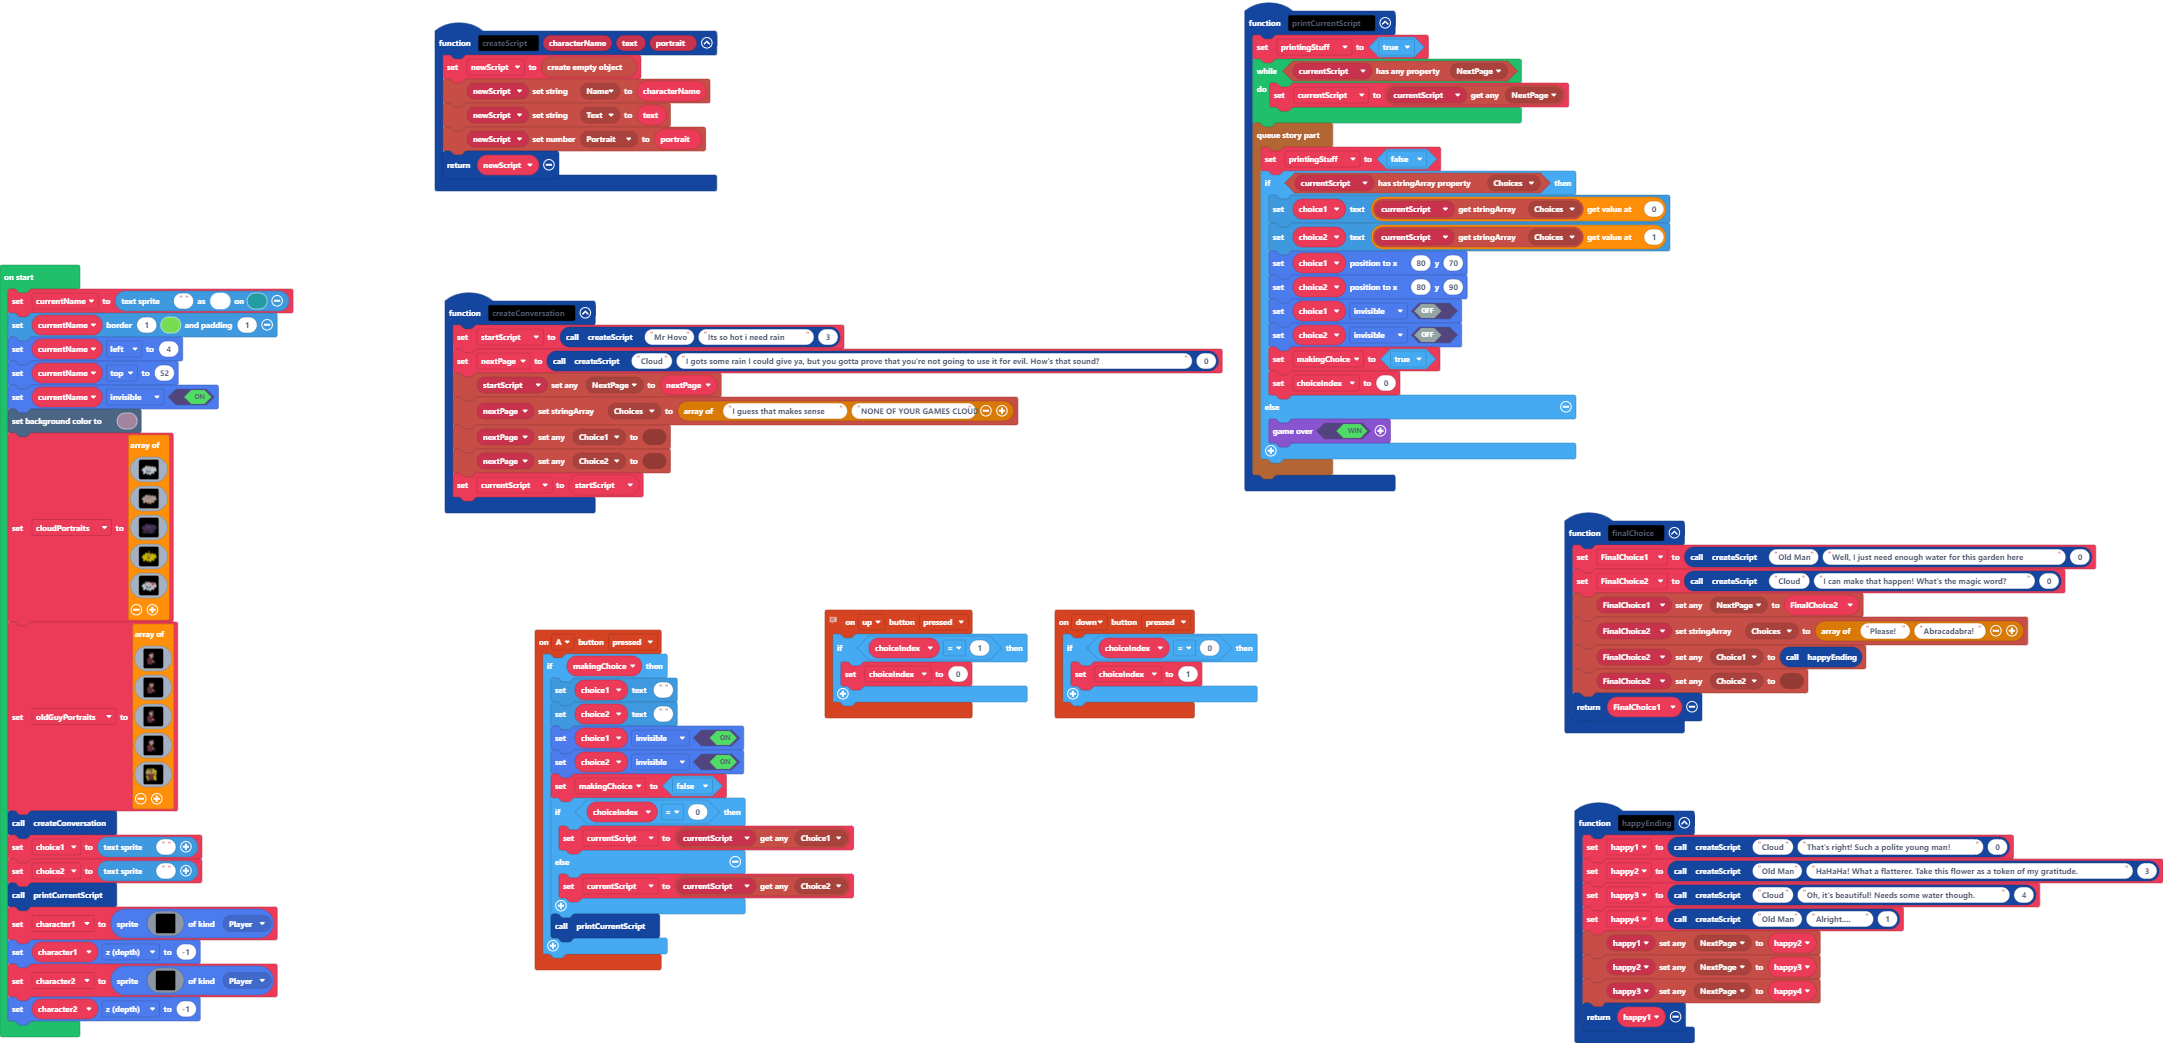 on start
set currentName to text sprite " " as on
set currentName border 1 and padding 1
set currentName left to 4
set currentName top to 52
set currentName invisible ON
set background color to
set cloudPortraits to array of
set oldGuyPortraits to array of
call createConversation
set choice1 to text sprite " "
set choice2 to text sprite " "
call printCurrentScript
set character1 to sprite of kind Player
set character1 z (depth) to -1
set character2 to sprite of kind Player
set character2 z (depth) to -1
function createScript characterName text portrait
set newScript to create empty object
newScript set string Name to characterName
newScript set string Text to text
newScript set number Portrait to portrait
return newScript
function createConversation
set startScript to call createScript "Mr Hovo" "Its so hot i need rain" 3
set nextPage to call createScript "Cloud" "I gots some rain I could give ya, but you gotta prove that you're not going to use it for evil. How's that sound?" 0
startScript set any NextPage to nextPage
nextPage set stringArray Choices to array of "I guess that makes sense" "NONE OF YOUR GAMES CLOUD
nextPage set any Choice1 to
nextPage set any Choice2 to
set currentScript to startScript
on A button pressed
if makingChoice then
set choice1 text " "
set choice2 text " "
set choice1 invisible ON
set choice2 invisible ON
set makingChoice to false
if choiceIndex = 0 then
set currentScript to currentScript get any Choice1
else
set currentScript to currentScript get any Choice2
call printCurrentScript
on up button pressed
if choiceIndex = 1 then
set choiceIndex to 0
on down button pressed
if choiceIndex = 0 then
set choiceIndex to 1
function printCurrentScript
set printingStuff to true
while currentScript has any property NextPage
do set currentScript to currentScript get any NextPage
queue story part
set printingStuff to false
if currentScript has stringArray property Choices then
set choice1 text currentScript get stringArray Choices get value at 0
set choice2 text currentScript get stringArray Choices get value at 1
set choice1 position to x 80 y 70
set choice2 position to x 80 y 90
set choice1 invisible OFF
set choice2 invisible OFF
set makingChoice to true
set choiceIndex to 0
else
game over WIN
function finalChoice
set FinalChoice1 to call createScript "Old Man" "Well, I just need enough water for this garden here" 0
set FinalChoice2 to call createScript "Cloud" "I can make that happen! What's the magic word?" 0
FinalChoice1 set any NextPage to FinalChoice2
FinalChoice2 set stringArray Choices to array of "Please!" "Abracadabra!"
FinalChoice2 set any Choice1 to call happyEnding
FinalChoice2 set any Choice2 to
return FinalChoice1
function happyEnding
set happy1 to call createScript "Cloud" "That's right! Such a polite young man!" 0
set happy2 to call createScript "Old Man" "HaHaHa! What a flatterer. Take this flower as a token of my gratitude." 3
set happy3 to call createScript "Cloud" "Oh, it's beautiful! Needs some water though." 4
set happy4 to call createScript "Old Man" "Alright...." 1
happy1 set any NextPage to happy2
happy2 set any NextPage to happy3
happy3 set any NextPage to happy4
return happy1